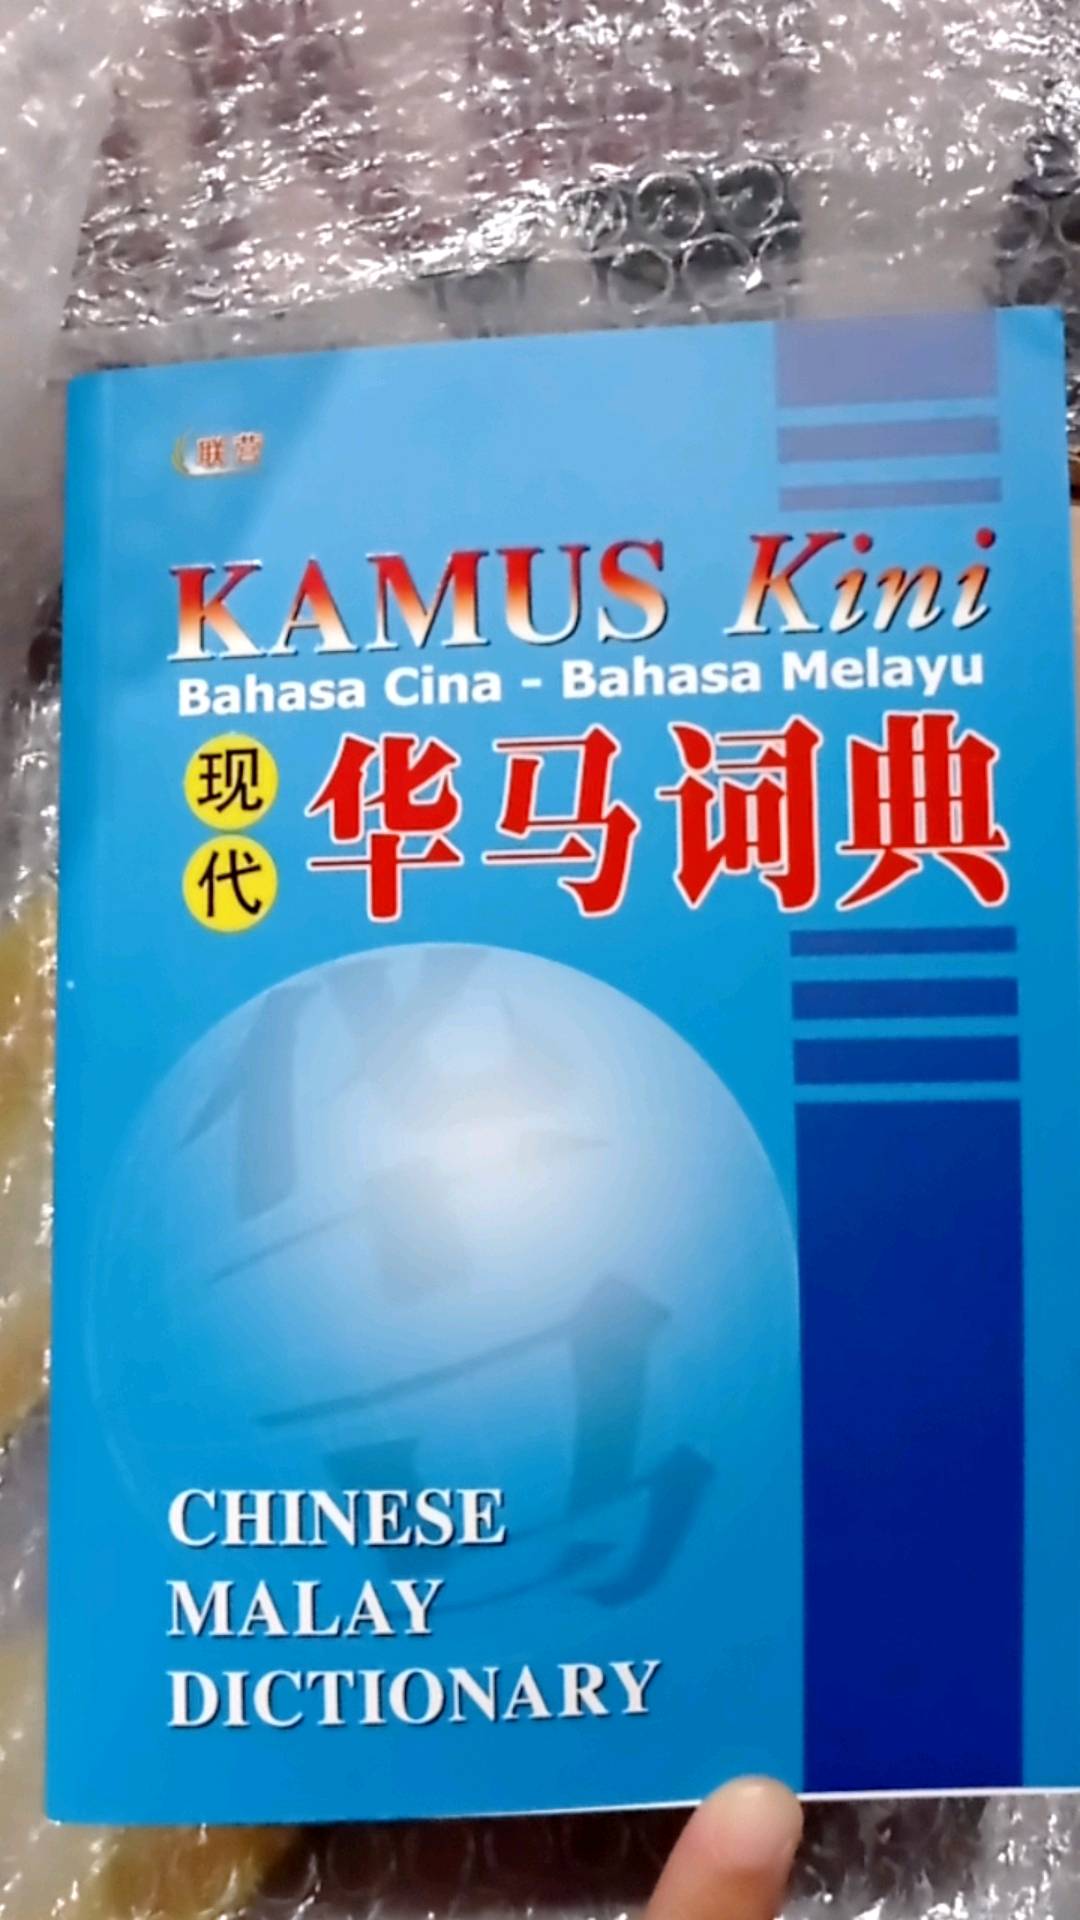 联营
KAMUS Kini
Bahasa Cina - Bahasa Melayu
现代
华马词典
CHINESE
MALAY
DICTIONARY